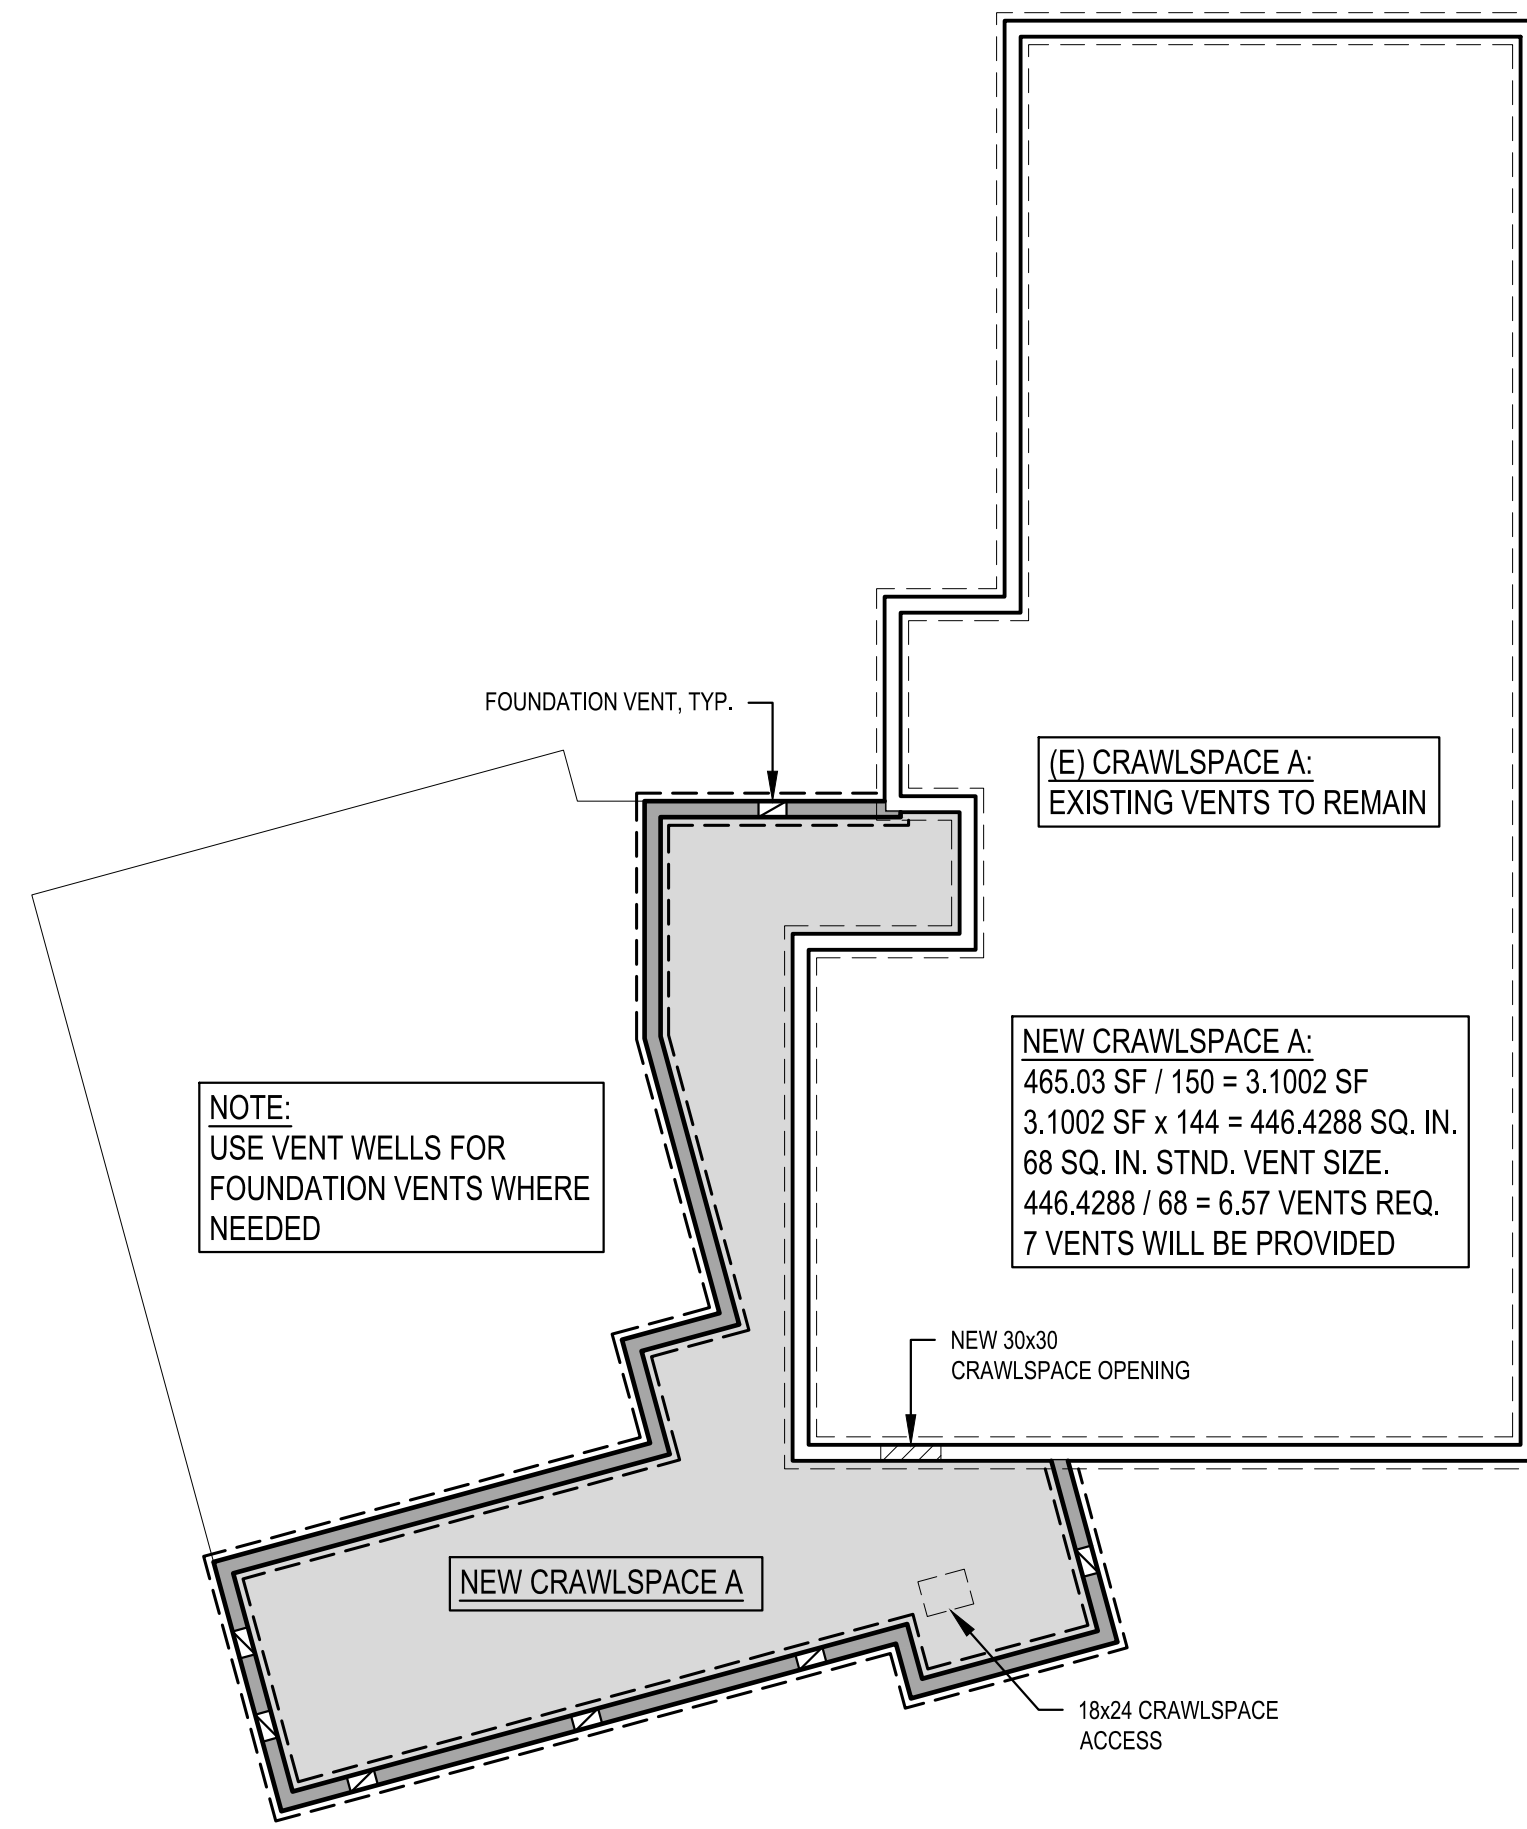 FOUNDATION VENT, TYP.
(E) CRAWLSPACE A:
EXISTING VENTS TO REMAIN
NEW CRAWLSPACE A:
465.03 SF / 150 = 3.1002 SF
3.1002 SF x 144 = 446.4288 SQ. IN.
68 SQ. IN. STND. VENT SIZE.
446.4288 / 68 = 6.57 VENTS REQ.
7 VENTS WILL BE PROVIDED
NOTE:
USE VENT WELLS FOR
FOUNDATION VENTS WHERE
NEEDED
NEW 30x30
CRAWLSPACE OPENING
NEW CRAWLSPACE A
18x24 CRAWLSPACE
ACCESS